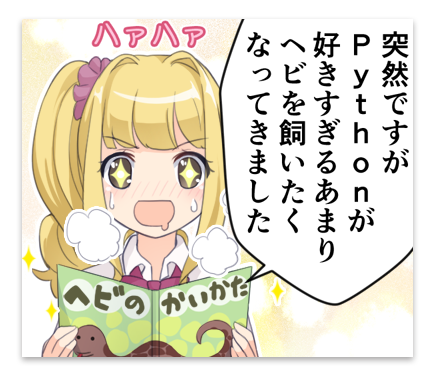 ハァハァ
突然ですが
Pythonが
好きすぎるあまり
ヘビを飼いたく
なってきました
ヘビの
かいかた